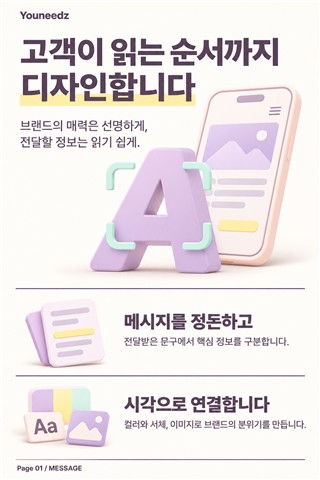 Youneedz
고객이 읽는 순서까지
디자인합니다
브랜드의 매력은 선명하게,
전달할 정보는 읽기 쉽게.
A
메시지를 정돈하고
전달받은 문구에서 핵심 정보를 구분합니다.
Aa
시각으로 연결합니다
컬러와 서체, 이미지로 브랜드의 분위기를 만듭니다.
Page 01 / MESSAGE